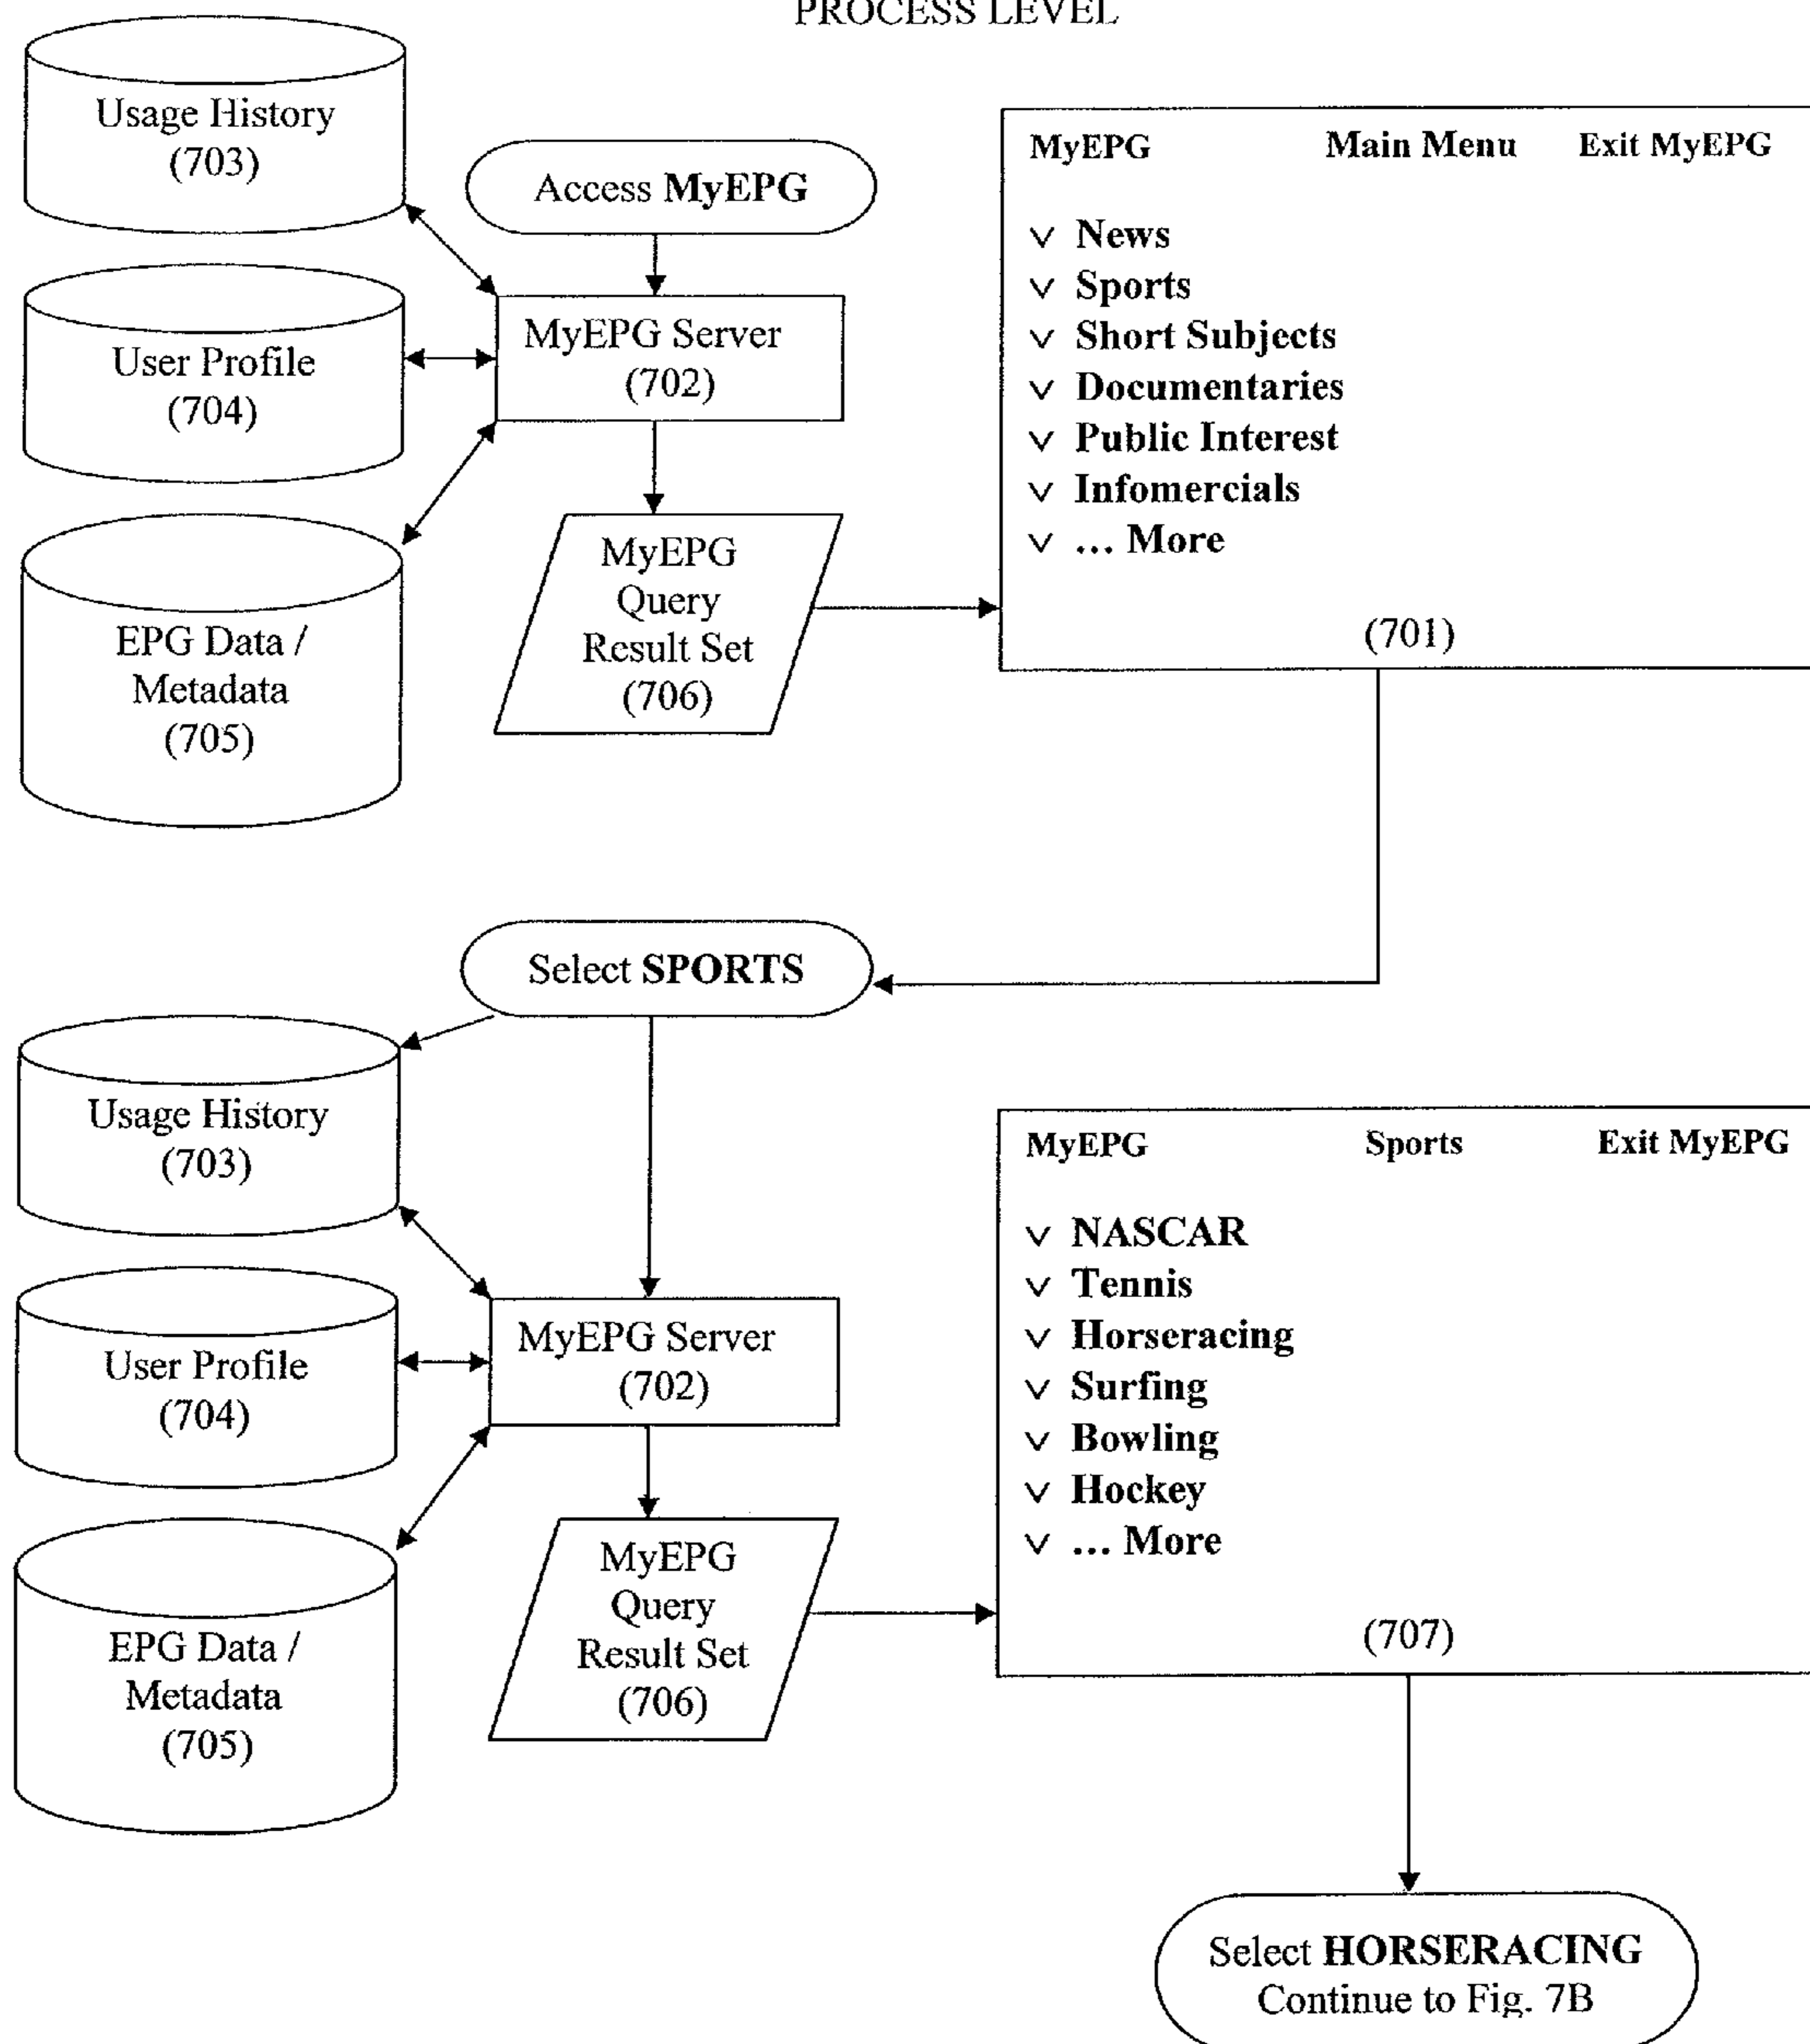 PROCESS LEVEL
Usage History
(703)
Access MyEPG
User Profile
(704)
MyEPG Server
(702)
EPG Data /
Metadata
(705)
MyEPG
Query
Result Set
(706)
MyEPG Main Menu Exit MyEPG
v News
v Sports
v Short Subjects
v Documentaries
v Public Interest
v Infomercials
v ... More
(701)
Select SPORTS
Usage History
(703)
User Profile
(704)
MyEPG Server
(702)
EPG Data /
Metadata
(705)
MyEPG
Query
Result Set
(706)
MyEPG Sports Exit MyEPG
v NASCAR
v Tennis
v Horseracing
v Surfing
v Bowling
v Hockey
v ... More
(707)
Select HORSERACING
Continue to Fig. 7B